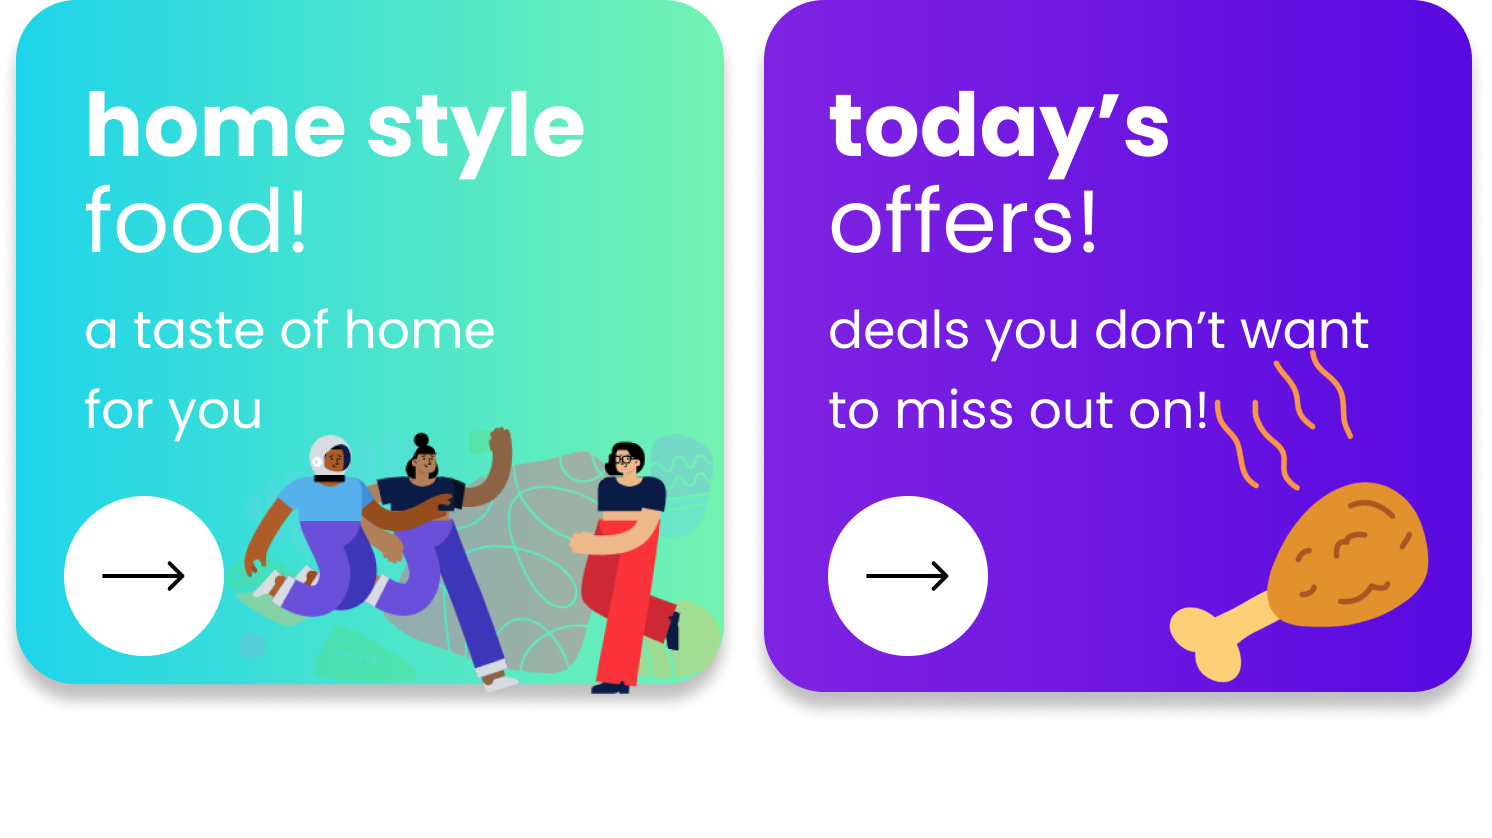 home style
food!
a taste of home
for you
today’s
offers!
deals you don’t want
to miss out on!